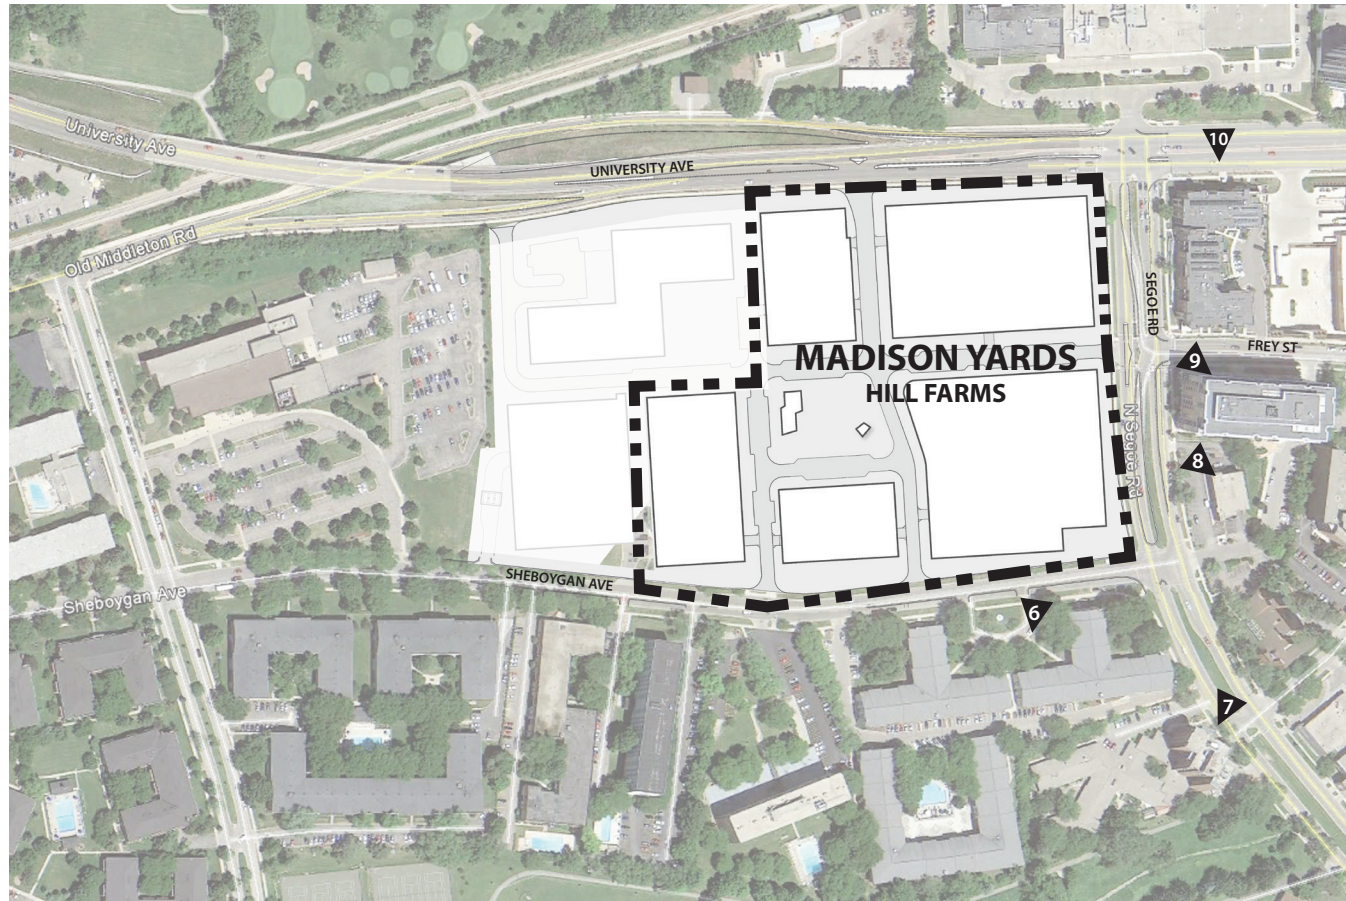 University Ave
10
UNIVERSITY AVE
Old Middleton Rd
SEGOE RD
FREY ST
9
MADISON YARDS
HILL FARMS
N Segoe Rd
8
SHEBOYGAN AVE
Sheboygan Ave
6
7